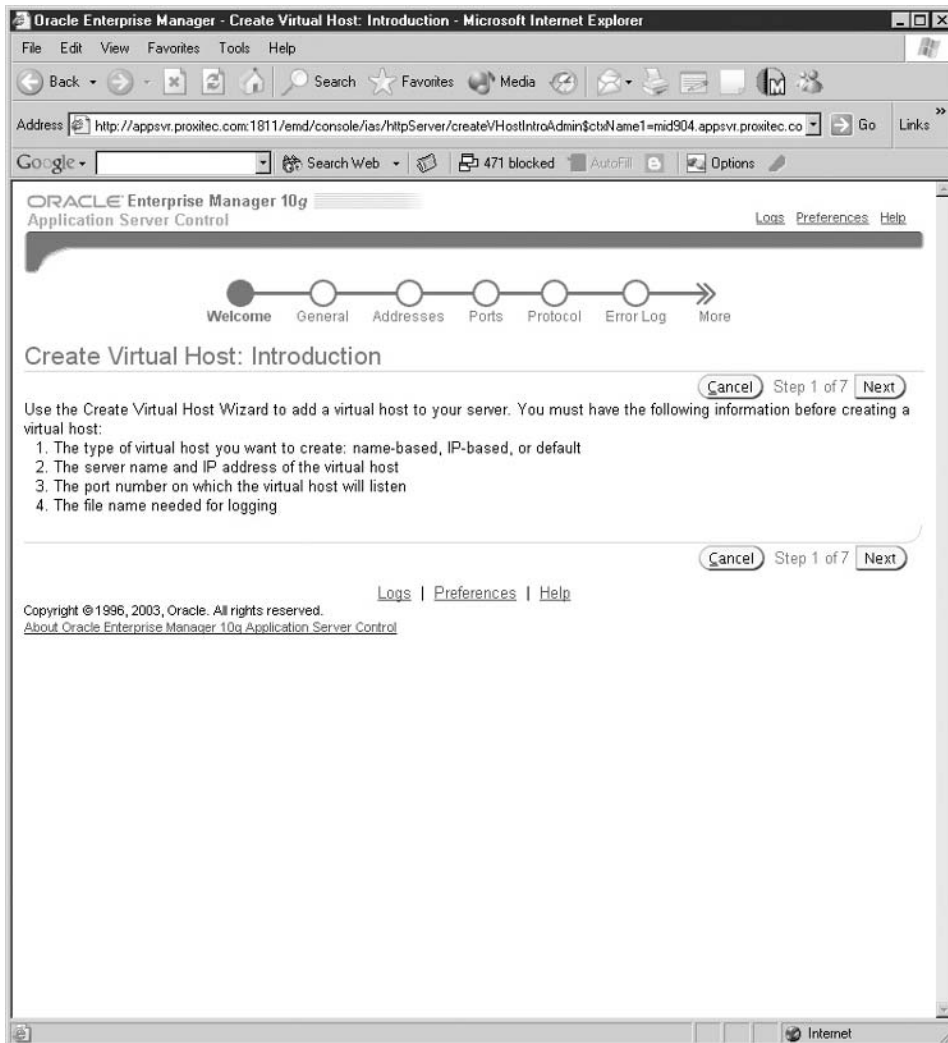 Oracle Enterprise Manager - Create Virtual Host: Introduction - Microsoft Internet Explorer
File Edit View Favorites Tools Help
Back Search Favorites Media
Address http://appsvr.proxitec.com:1811/emd/console/ias/httpServer/createVHostIntroAdmin$ctxName1=mid904.appsvr.proxitec.co Go Links »
Google Search Web 471 blocked AutoFill Options
ORACLE Enterprise Manager 10g
Application Server Control
Logs Preferences Help
Welcome General Addresses Ports Protocol Error Log More
Create Virtual Host: Introduction
Cancel Step 1 of 7 Next
Use the Create Virtual Host Wizard to add a virtual host to your server. You must have the following information before creating a
virtual host:
1. The type of virtual host you want to create: name-based, IP-based, or default
2. The server name and IP address of the virtual host
3. The port number on which the virtual host will listen
4. The file name needed for logging
Cancel Step 1 of 7 Next
Logs | Preferences | Help
Copyright © 1996, 2003, Oracle. All rights reserved.
About Oracle Enterprise Manager 10g Application Server Control
Internet